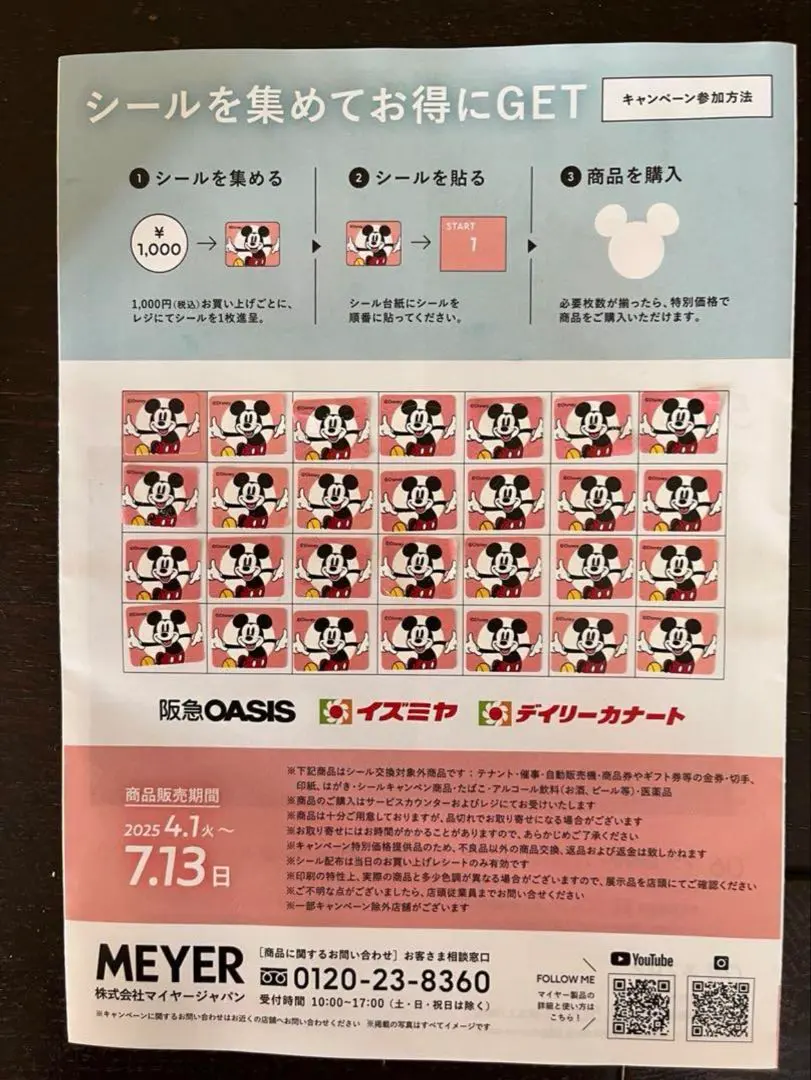 シールを集めてお得にGET
キャンペーン参加方法
1 シールを集める
¥
1,000
1,000円(税込)お買い上げごとに、
レジにてシールを1枚進呈。
2 シールを貼る
START
1
シール台紙にシールを
順番に貼ってください。
3 商品を購入
必要枚数が揃ったら、特別価格で
商品をご購入いただけます。
阪急OASIS イズミヤ デイリーカナート
商品販売期間
2025 4.1火~
7.13日
※下記商品はシール交換対象外商品です:テナント・催事・自動販売機・商品券やギフト券等の金券・切手、
印紙、はがき・シールキャンペーン商品・たばこ・アルコール飲料(お酒、ビール等)・医薬品
※商品のご購入はサービスカウンターおよびレジにてお受けいたします
※商品は十分ご用意しておりますが、品切れでお取り寄せになる場合がございます
※お取り寄せにはお時間がかかることがありますので、あらかじめご了承ください
※キャンペーン特別価格提供品のため、不良品以外の商品交換、返品および返金は致しかねます
※シール配布は当日のお買い上げレシートのみ有効です
※印刷の特性上、実際の商品と多少色調が異なる場合がございますので、展示品を店頭にてご確認ください
※ご不明な点がございましたら、店頭従業員までお問い合せください
※一部キャンペーン除外店舗がございます
MEYER
株式会社マイヤージャパン
[商品に関するお問い合わせ] お客さま相談窓口
0120-23-8360
受付時間 10:00~17:00(土・日・祝日は除く)
※キャンペーンに関するお問い合わせはお近くの店舗へお問い合わせください ※掲載の写真はすべてイメージです
FOLLOW ME
マイヤー製品の
詳細と使い方は
こちら!
YouTube